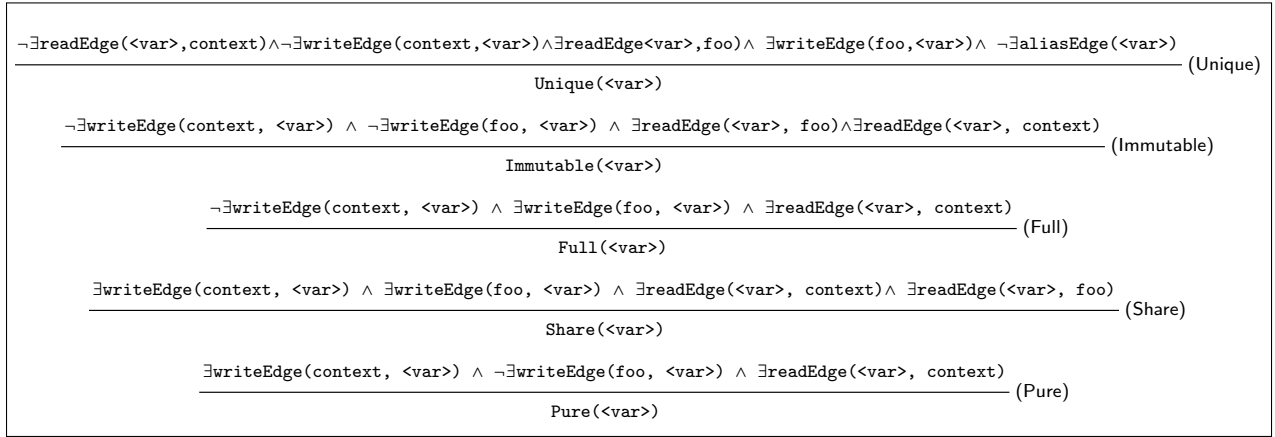 ¬∃readEdge(<var>,context)∧¬∃writeEdge(context,<var>)∧∃readEdge<var>,foo)∧ ∃writeEdge(foo,<var>)∧ ¬∃aliasEdge(<var>)
(Unique)
Unique(<var>)
¬∃writeEdge(context, <var>) ∧ ¬∃writeEdge(foo, <var>) ∧ ∃readEdge(<var>, foo)∧∃readEdge(<var>, context)
(Immutable)
Immutable(<var>)
¬∃writeEdge(context, <var>) ∧ ∃writeEdge(foo, <var>) ∧ ∃readEdge(<var>, context)
(Full)
Full(<var>)
∃writeEdge(context, <var>) ∧ ∃writeEdge(foo, <var>) ∧ ∃readEdge(<var>, context)∧ ∃readEdge(<var>, foo)
(Share)
Share(<var>)
∃writeEdge(context, <var>) ∧ ¬∃writeEdge(foo, <var>) ∧ ∃readEdge(<var>, context)
(Pure)
Pure(<var>)